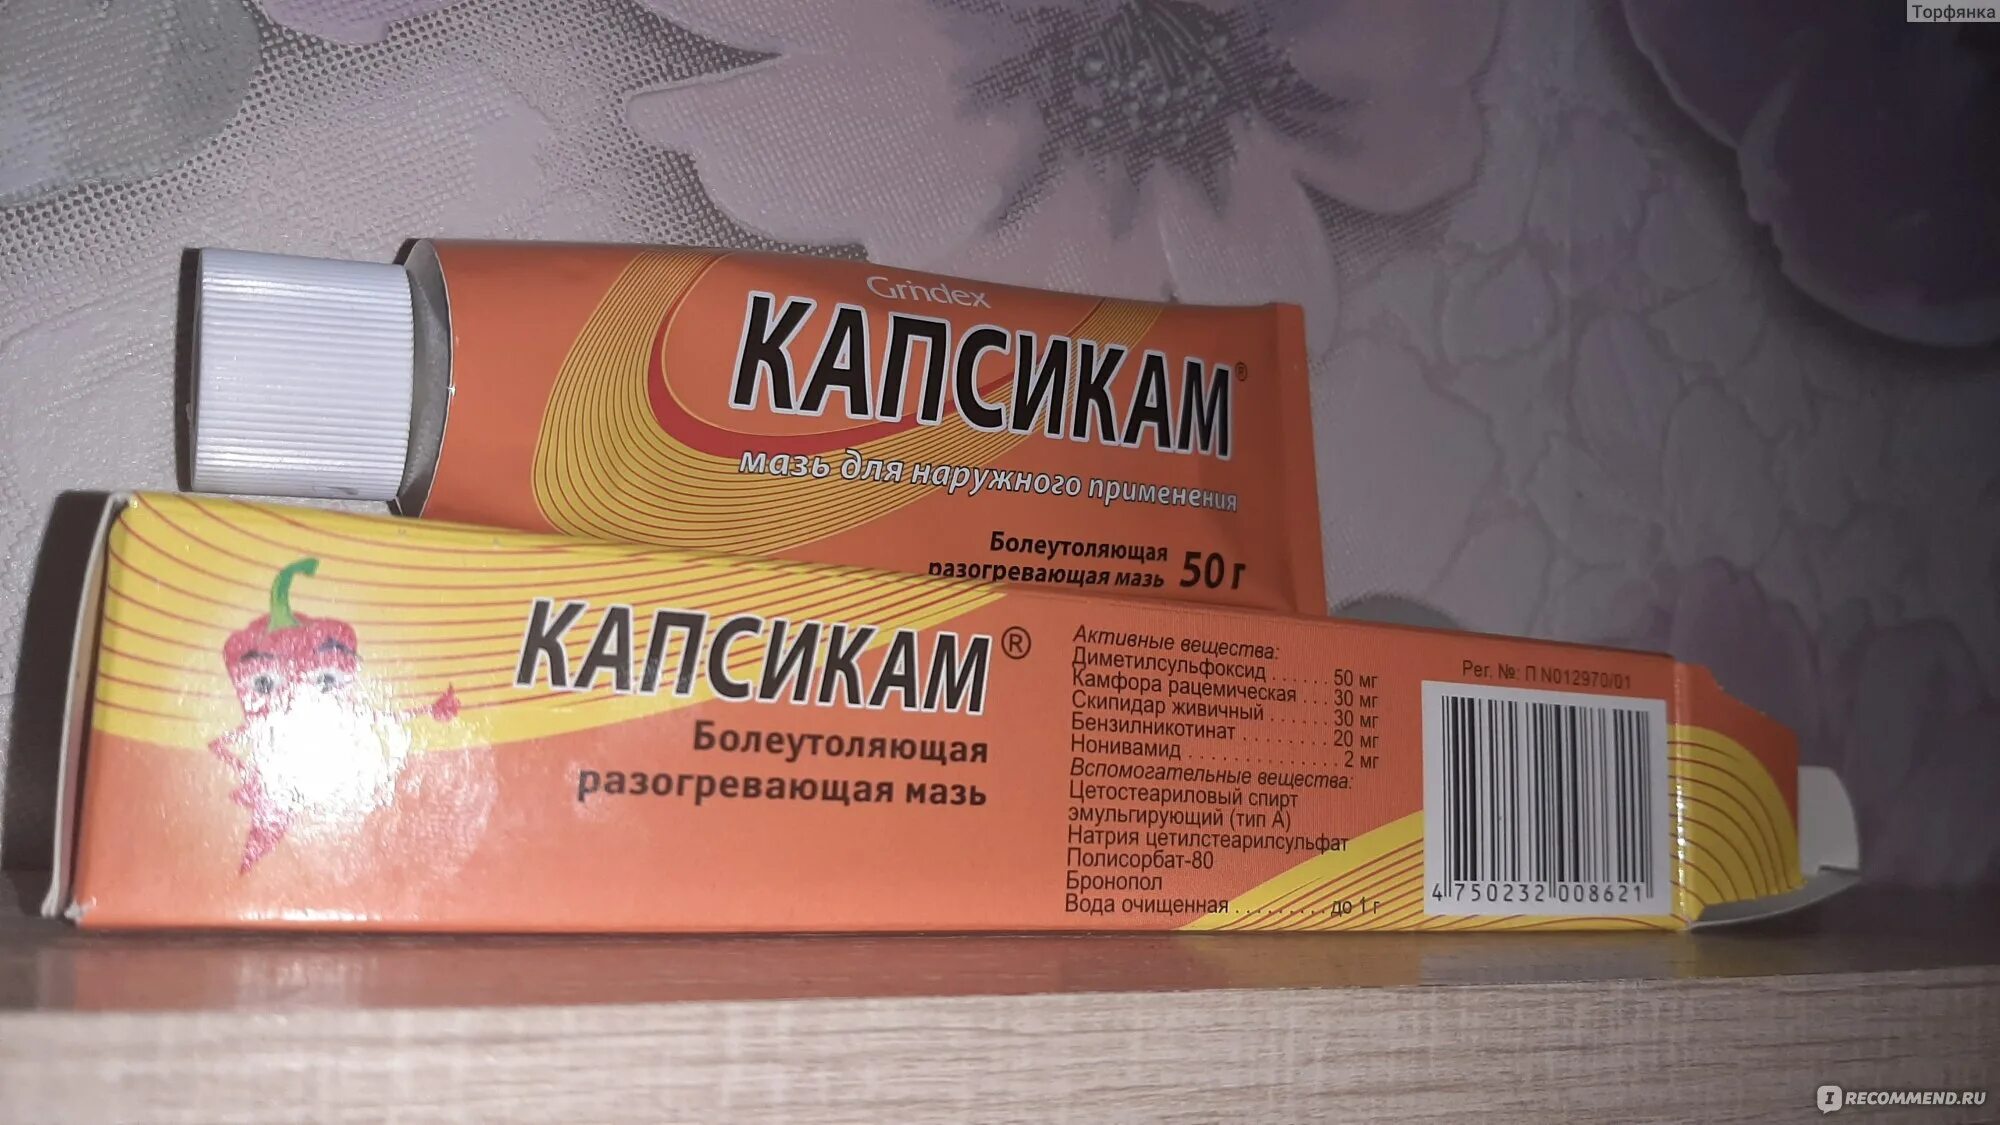 Торфянка
Grindex
КАПСИКАМ®
мазь для наружного применения
Болеутоляющая
разогревающая мазь 50 г
КАПСИКАМ®
Болеутоляющая
разогревающая мазь
Активные вещества:
Диметилсульфоксид ...... 50 мг
Камфора рацемическая ... 30 мг
Скипидар живичный ...... 30 мг
Бензилникотинат ........ 20 мг
Нонивамид ............ 2 мг
Вспомогательные вещества:
Цетостеариловый спирт
эмульгирующий (тип А)
Натрия цетилстеарилсульфат
Полисорбат-80
Бронопол
Вода очищенная ......... до 1 г
Рег. №: П N012970/01
4 750232 008621
IRECOMMEND.RU